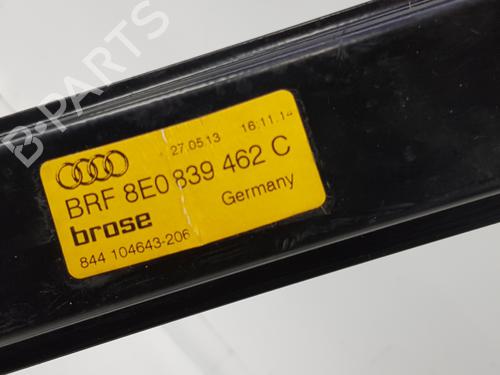 27.05.13 16:11.14
BRF 8E0 839 462 C
brose Germany
844 104643-206
B-PARTS